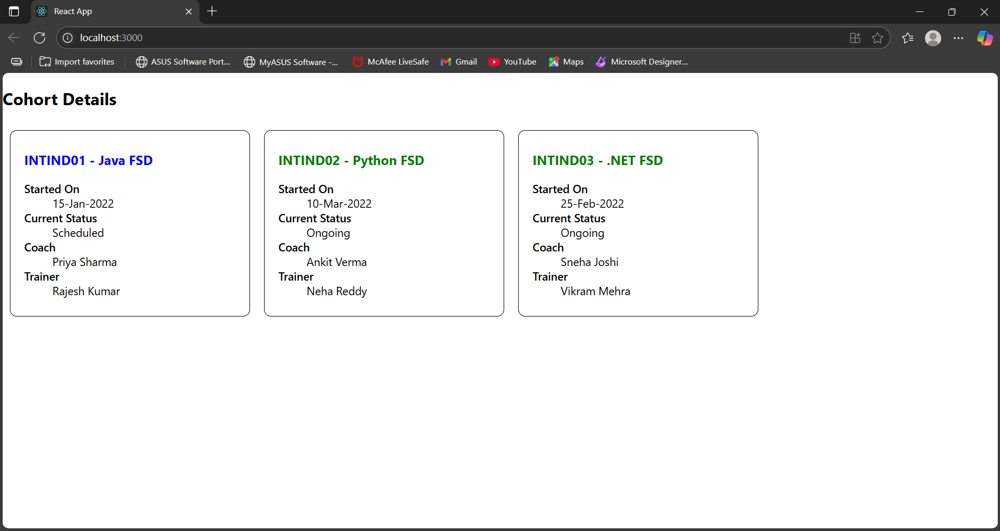 React App
localhost:3000
Import favorites
ASUS Software Port...
MyASUS Software -...
McAfee LiveSafe
Gmail
YouTube
Maps
Microsoft Designer...
Cohort Details
INTIND01 - Java FSD
Started On
15-Jan-2022
Current Status
Scheduled
Coach
Priya Sharma
Trainer
Rajesh Kumar
INTIND02 - Python FSD
Started On
10-Mar-2022
Current Status
Ongoing
Coach
Ankit Verma
Trainer
Neha Reddy
INTIND03 - .NET FSD
Started On
25-Feb-2022
Current Status
Ongoing
Coach
Sneha Joshi
Trainer
Vikram Mehra